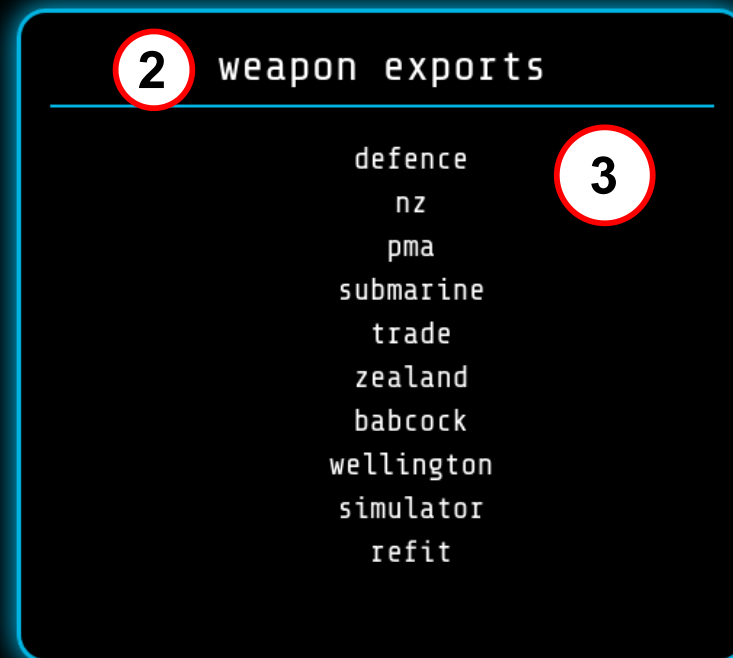 2 weapon exports
defence 3
nz
pma
submarine
trade
zealand
babcock
wellington
simulator
refit